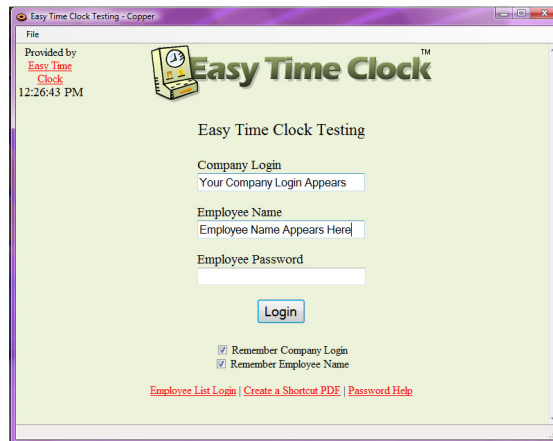 Easy Time Clock Testing - Copper
File
Provided by
Easy Time
Clock
12:26:43 PM
Easy Time Clock™
Easy Time Clock Testing
Company Login
Your Company Login Appears
Employee Name
Employee Name Appears Here
Employee Password
Login
Remember Company Login
Remember Employee Name
Employee List Login | Create a Shortcut PDF | Password Help